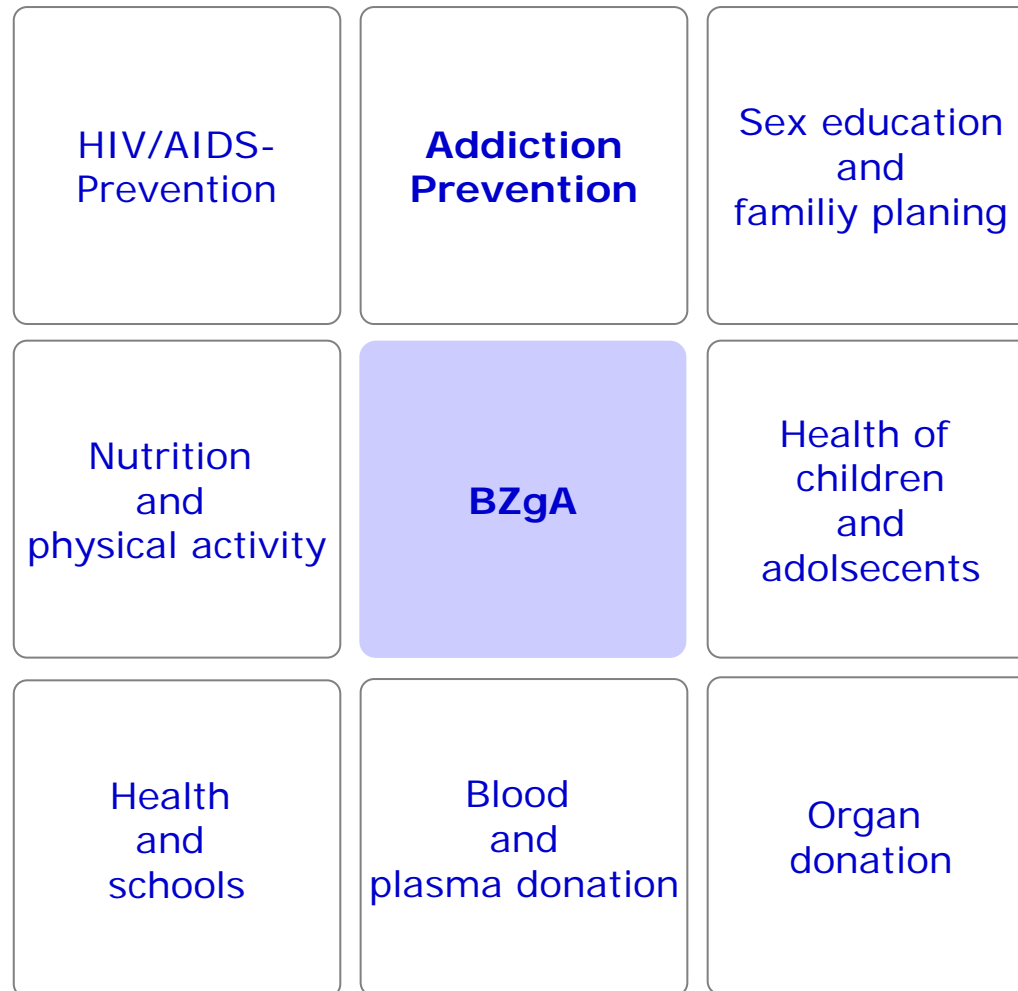 HIV/AIDS-
Prevention
Addiction
Prevention
Sex education
and
familiy planing
Nutrition
and
physical activity
BZgA
Health of
children
and
adolsecents
Health
and
schools
Blood
and
plasma donation
Organ
donation